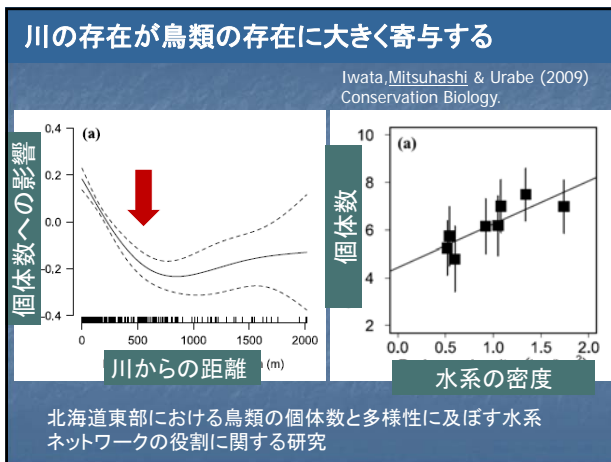 川の存在が鳥類の存在に大きく寄与する
Iwata,Mitsuhashi & Urabe (2009)
Conservation Biology.
個体数への影響
0,4
0.2
0.0
-0.2
-0.4
(a)
0
500
1000
1500
2000
(m)
川からの距離
個体数
10
8
6
4
2
(a)
0.0
0.5
1.0
1.5
2.0
水系の密度
北海道東部における鳥類の個体数と多様性に及ぼす水系
ネットワークの役割に関する研究